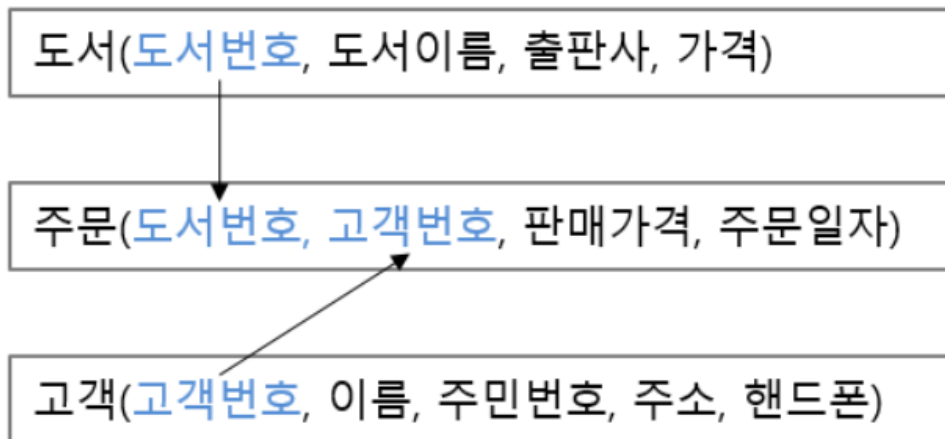 도서(도서번호, 도서이름, 출판사, 가격)
주문(도서번호, 고객번호, 판매가격, 주문일자)
고객(고객번호, 이름, 주민번호, 주소, 핸드폰)